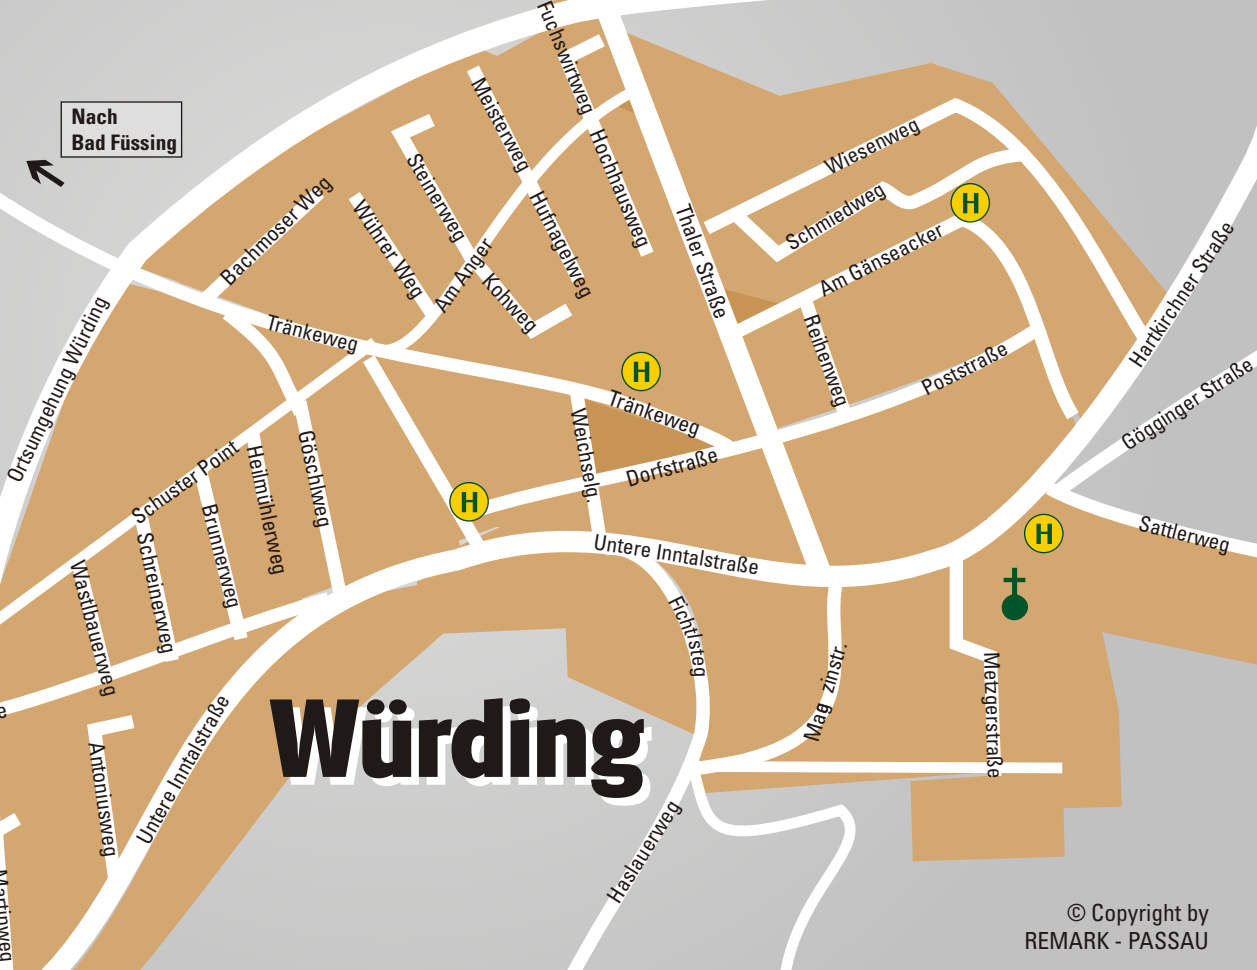 Fuchswirtweg
Nach
Bad Füssing
Meisterweg
Hochhausweg
Wiesenweg
Steinerweg
Bachmoser Weg
Hufnagelweg
Schmiedweg
H
Wührer Weg
Thaler Straße
Am Anger
Am Gänseacker
Hartkirchner Straße
Kohweg
Ortsumgehung Würding
Tränkeweg
Reihenweg
H
Poststraße
Tränkeweg
Gögginger Straße
Weichselg.
Göschlweg
Schuster Point
Heilmühlerweg
Dorfstraße
H
Brunnerweg
H
Sattlerweg
Schreinerweg
Untere Inntalstraße
Wastlbauerweg
Fichtlsteg
Mag zinstr.
Metzgerstraße
Würding
Untere Inntalstraße
Antoniusweg
Haslauerweg
Martinweg
© Copyright by
REMARK - PASSAU